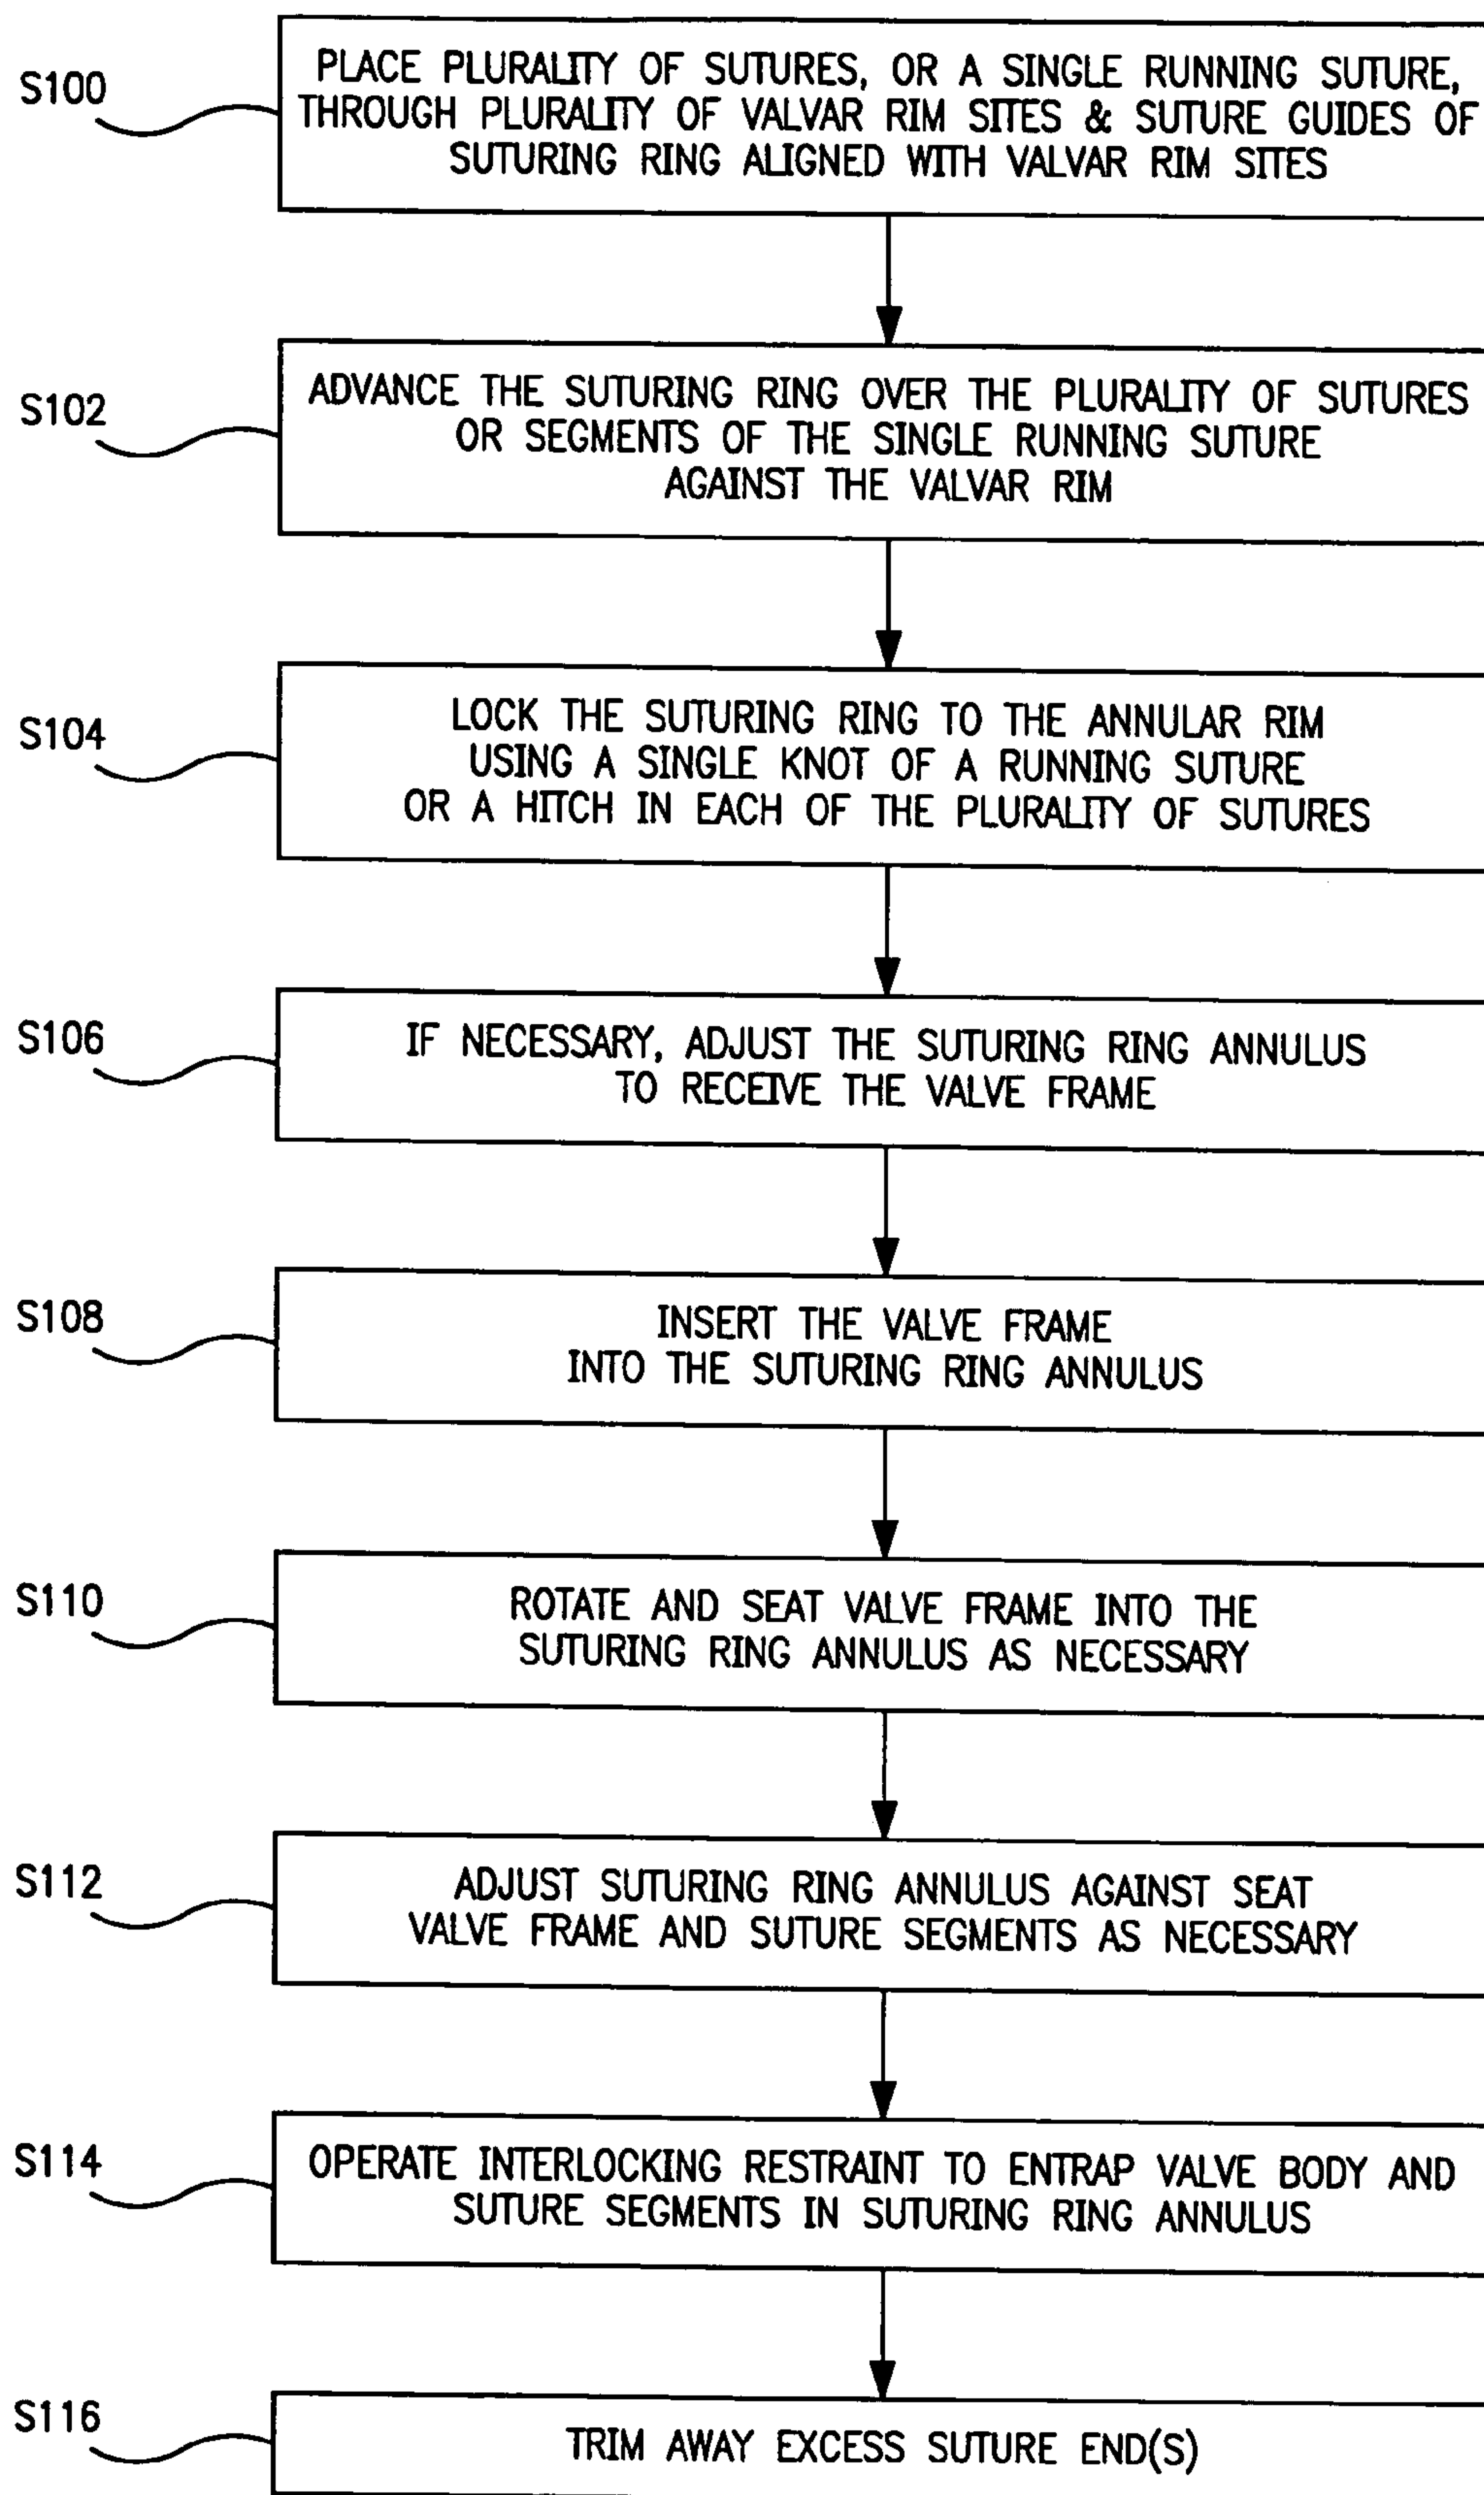 S100
PLACE PLURALITY OF SUTURES, OR A SINGLE RUNNING SUTURE,
THROUGH PLURALITY OF VALVAR RIM SITES & SUTURE GUIDES OF
SUTURING RING ALIGNED WITH VALVAR RIM SITES
S102
ADVANCE THE SUTURING RING OVER THE PLURALITY OF SUTURES
OR SEGMENTS OF THE SINGLE RUNNING SUTURE
AGAINST THE VALVAR RIM
S104
LOCK THE SUTURING RING TO THE ANNULAR RIM
USING A SINGLE KNOT OF A RUNNING SUTURE
OR A HITCH IN EACH OF THE PLURALITY OF SUTURES
S106
IF NECESSARY, ADJUST THE SUTURING RING ANNULUS
TO RECEIVE THE VALVE FRAME
S108
INSERT THE VALVE FRAME
INTO THE SUTURING RING ANNULUS
S110
ROTATE AND SEAT VALVE FRAME INTO THE
SUTURING RING ANNULUS AS NECESSARY
S112
ADJUST SUTURING RING ANNULUS AGAINST SEAT
VALVE FRAME AND SUTURE SEGMENTS AS NECESSARY
S114
OPERATE INTERLOCKING RESTRAINT TO ENTRAP VALVE BODY AND
SUTURE SEGMENTS IN SUTURING RING ANNULUS
S116
TRIM AWAY EXCESS SUTURE END(S)